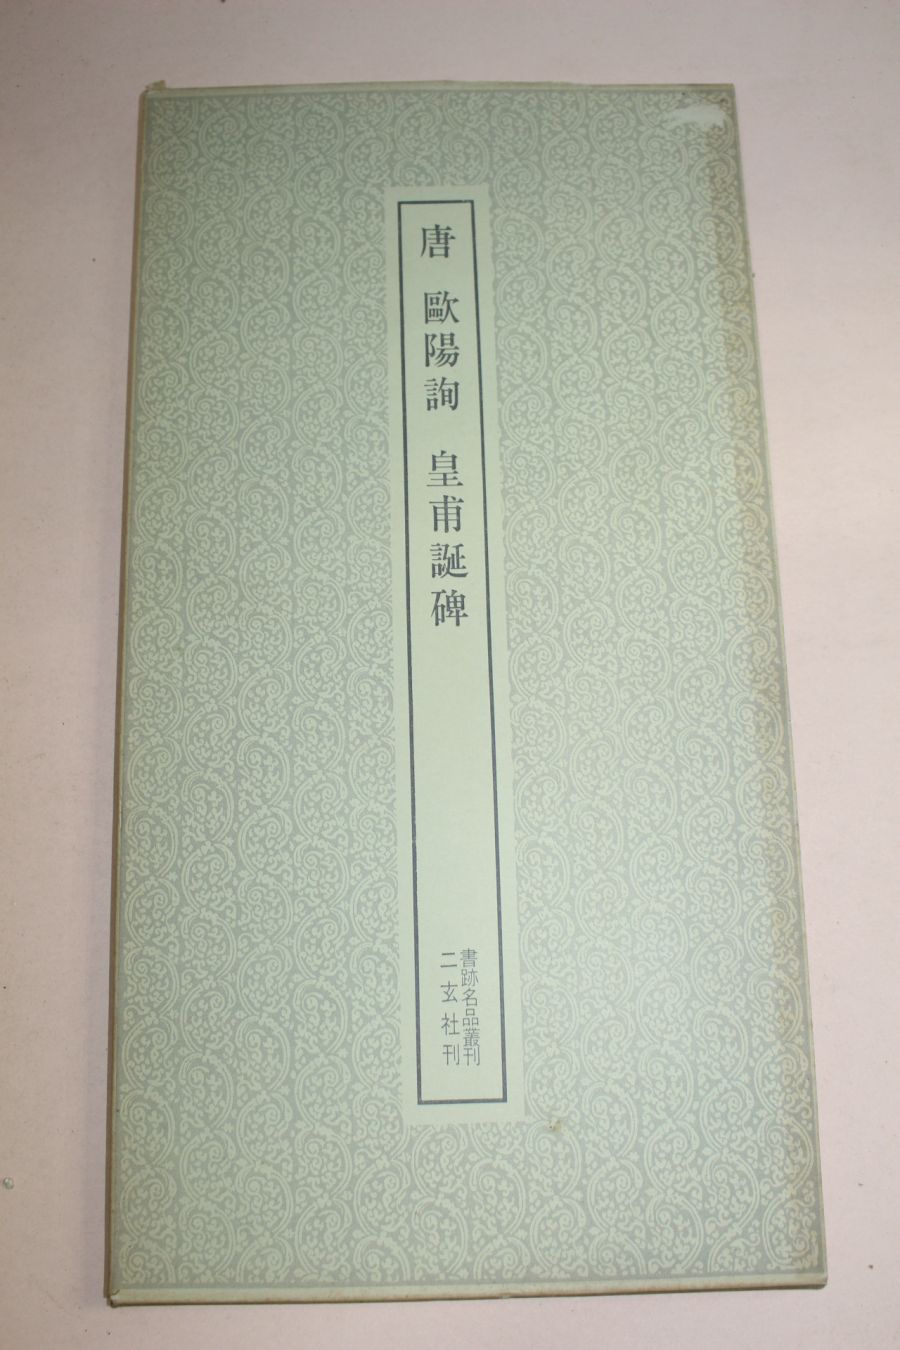 唐 歐陽詢 皇甫誕碑
書跡名品叢刊
二玄社刊